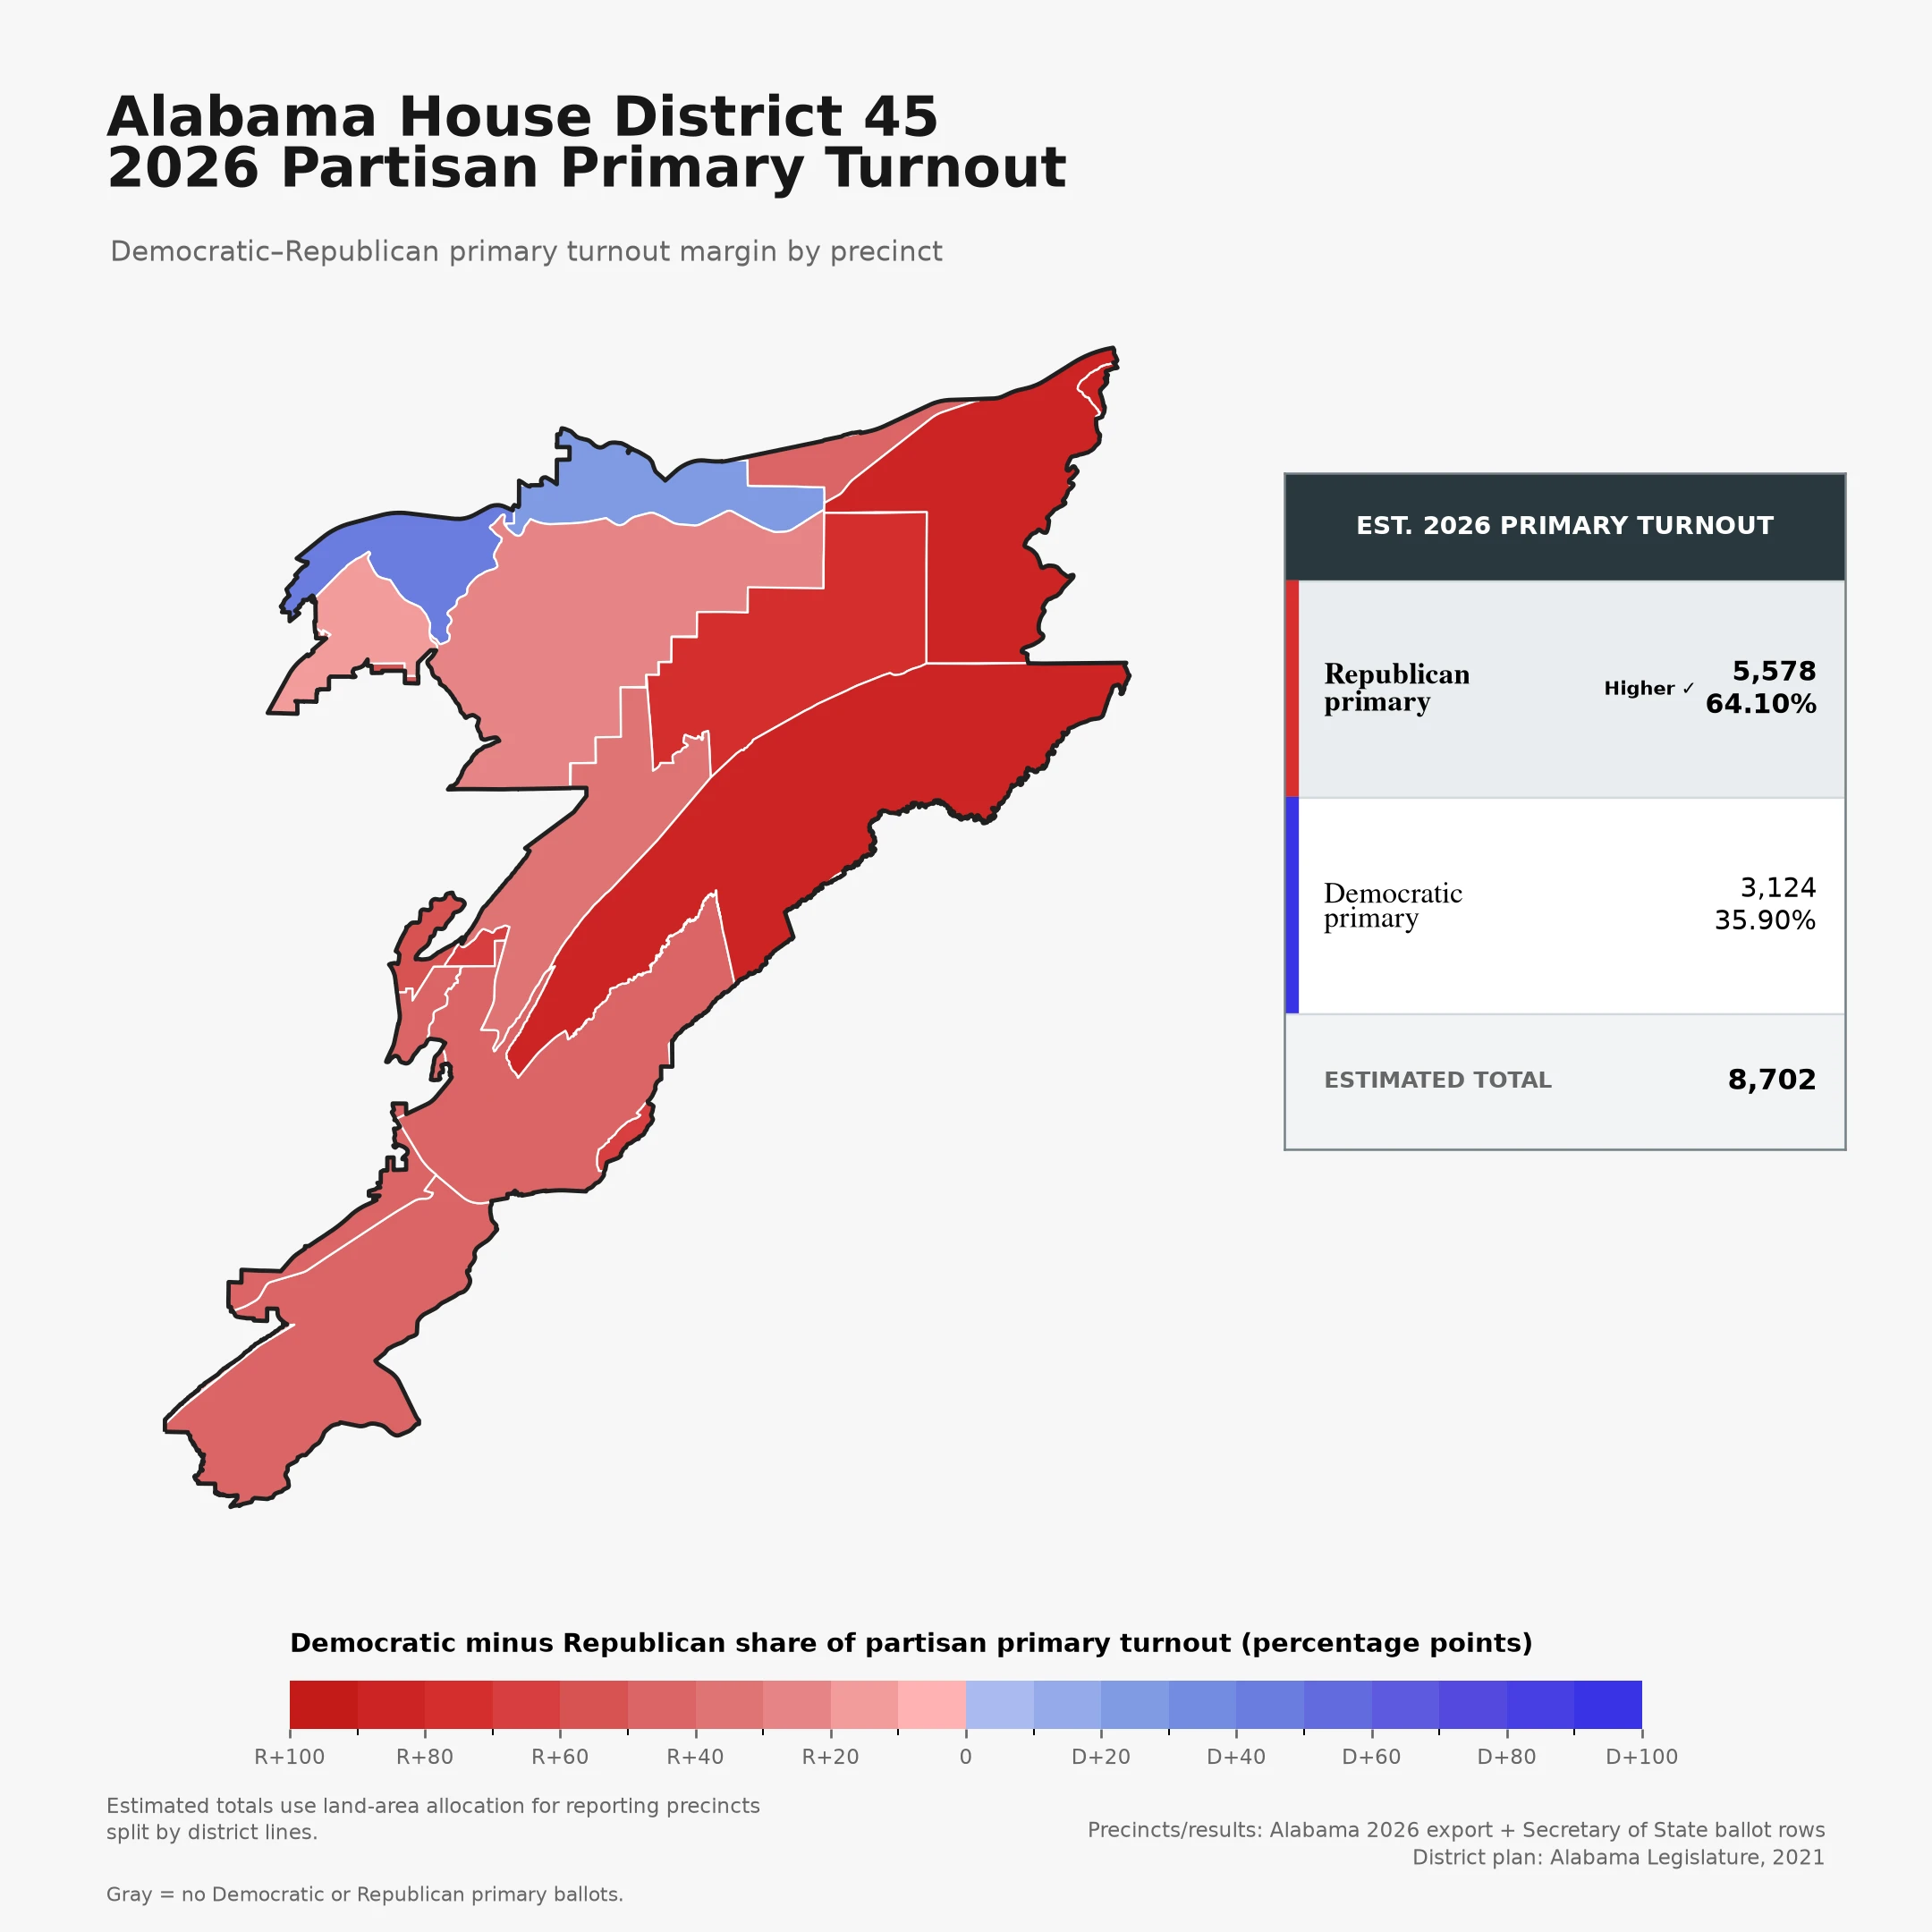 Alabama House District 45
2026 Partisan Primary Turnout
Democratic–Republican primary turnout margin by precinct
EST. 2026 PRIMARY TURNOUT
Republican
primary
Higher ✓
5,578
64.10%
Democratic
primary
3,124
35.90%
ESTIMATED TOTAL
8,702
Democratic minus Republican share of partisan primary turnout (percentage points)
R+100 R+80 R+60 R+40 R+20 0 D+20 D+40 D+60 D+80 D+100
Estimated totals use land-area allocation for reporting precincts
split by district lines.
Gray = no Democratic or Republican primary ballots.
Precincts/results: Alabama 2026 export + Secretary of State ballot rows
District plan: Alabama Legislature, 2021